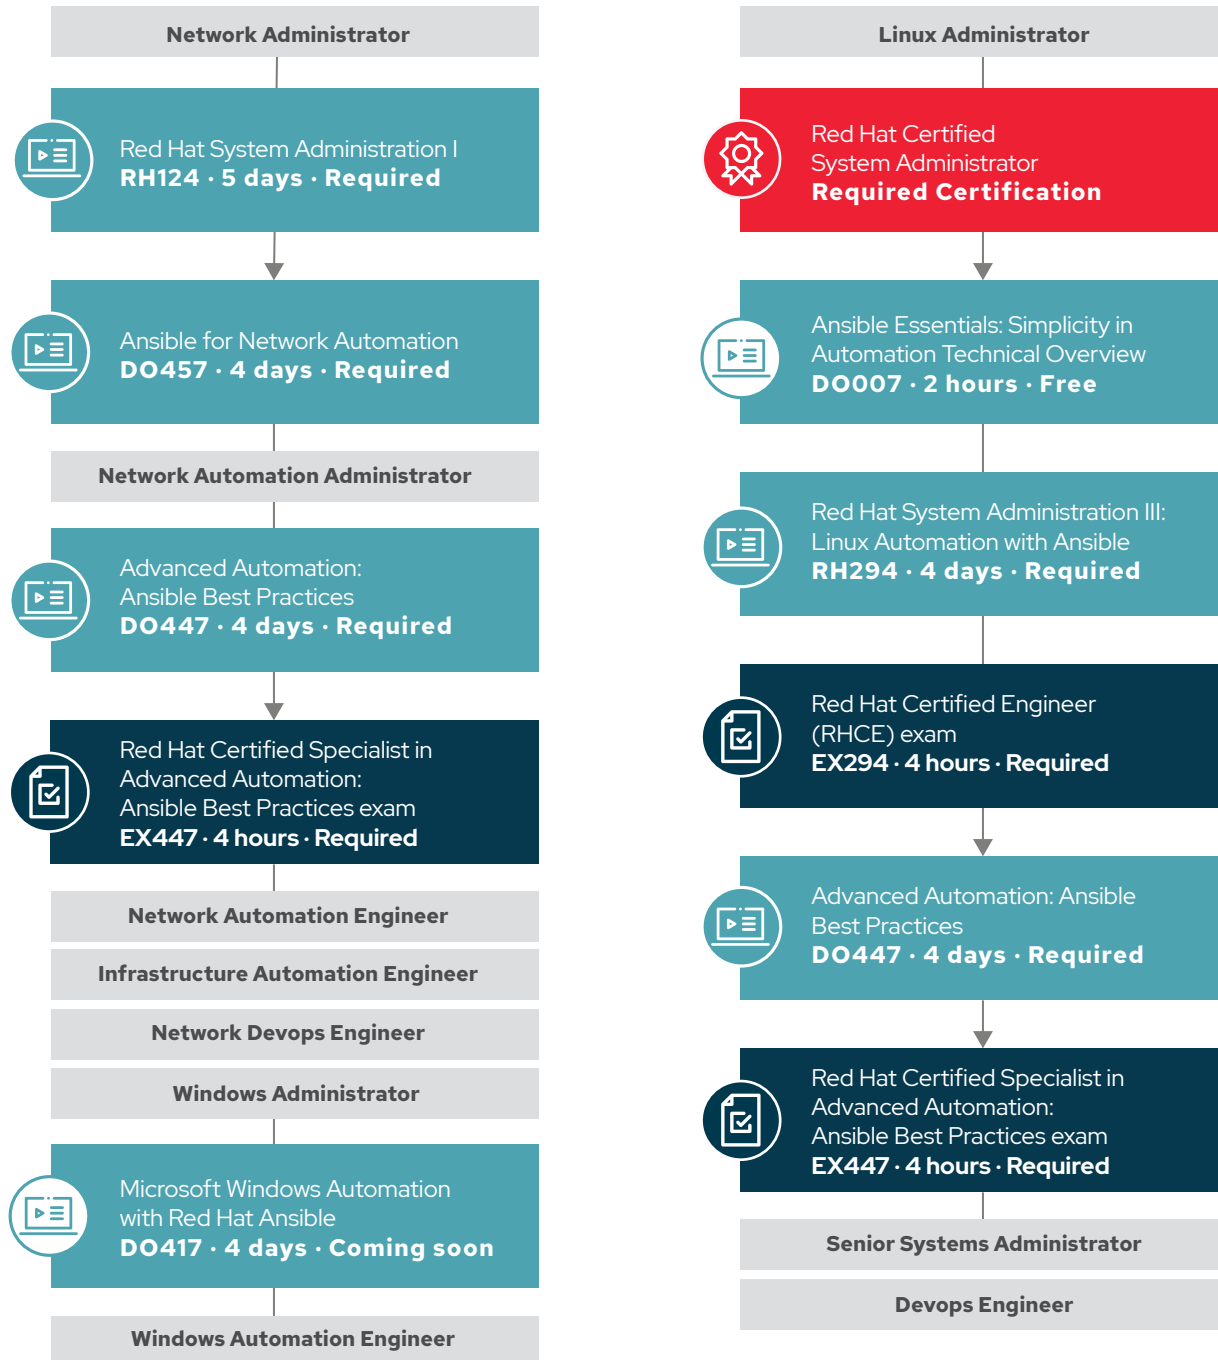 Network Administrator
Red Hat System Administration I
RH124 · 5 days · Required
Ansible for Network Automation
DO457 · 4 days · Required
Network Automation Administrator
Advanced Automation:
Ansible Best Practices
DO447 · 4 days · Required
Red Hat Certified Specialist in
Advanced Automation:
Ansible Best Practices exam
EX447 · 4 hours · Required
Network Automation Engineer
Infrastructure Automation Engineer
Network Devops Engineer
Windows Administrator
Microsoft Windows Automation
with Red Hat Ansible
DO417 · 4 days · Coming soon
Windows Automation Engineer
Linux Administrator
Red Hat Certified
System Administrator
Required Certification
Ansible Essentials: Simplicity in
Automation Technical Overview
DO007 · 2 hours · Free
Red Hat System Administration III:
Linux Automation with Ansible
RH294 · 4 days · Required
Red Hat Certified Engineer
(RHCE) exam
EX294 · 4 hours · Required
Advanced Automation: Ansible
Best Practices
DO447 · 4 days · Required
Red Hat Certified Specialist in
Advanced Automation:
Ansible Best Practices exam
EX447 · 4 hours · Required
Senior Systems Administrator
Devops Engineer